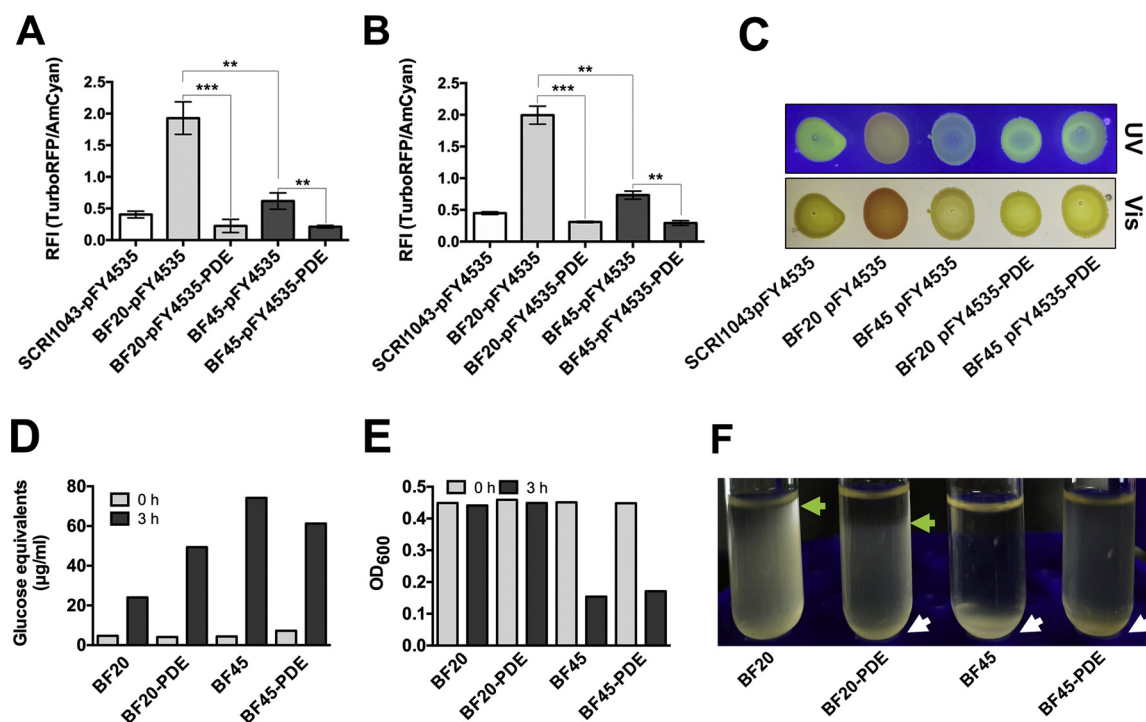 A
RFI (TurboRFP/AmCyan)
2.5
2.0
1.5
1.0
0.5
0.0
**
***
**
SCRI1043-pFY4535
BF20-pFY4535
BF20-pFY4535-PDE
BF45-pFY4535
BF45-pFY4535-PDE
B
RFI (TurboRFP/AmCyan)
2.5
2.0
1.5
1.0
0.5
0.0
**
***
**
SCRI1043-pFY4535
BF20-pFY4535
BF20-pFY4535-PDE
BF45-pFY4535
BF45-pFY4535-PDE
C
UV
Vis
SCRI1043pFY4535
BF20 pFY4535
BF45 pFY4535
BF20 pFY4535-PDE
BF45 pFY4535-PDE
D
Glucose equivalents
(µg/ml)
80
60
40
20
0
0 h
3 h
BF20
BF20-PDE
BF45
BF45-PDE
E
OD600
0.5
0.4
0.3
0.2
0.1
0.0
0 h
3 h
BF20
BF20-PDE
BF45
BF45-PDE
F
BF20
BF20-PDE
BF45
BF45-PDE